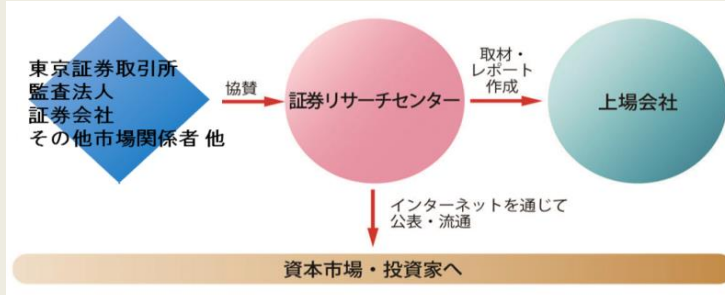 東京証券取引所
監査法人
証券会社
その他市場関係者 他
協賛
証券リサーチセンター
取材・
レポート
作成
上場会社
インターネットを通じて
公表・流通
資本市場・投資家へ